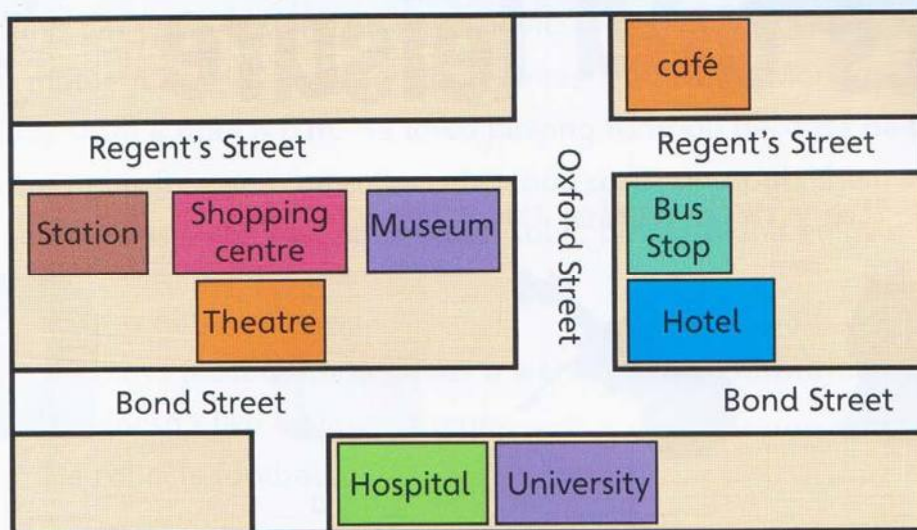 café
Regent's Street
Regent's Street
Oxford Street
Station
Shopping
centre
Museum
Bus
Stop
Theatre
Hotel
Bond Street
Bond Street
Hospital
University